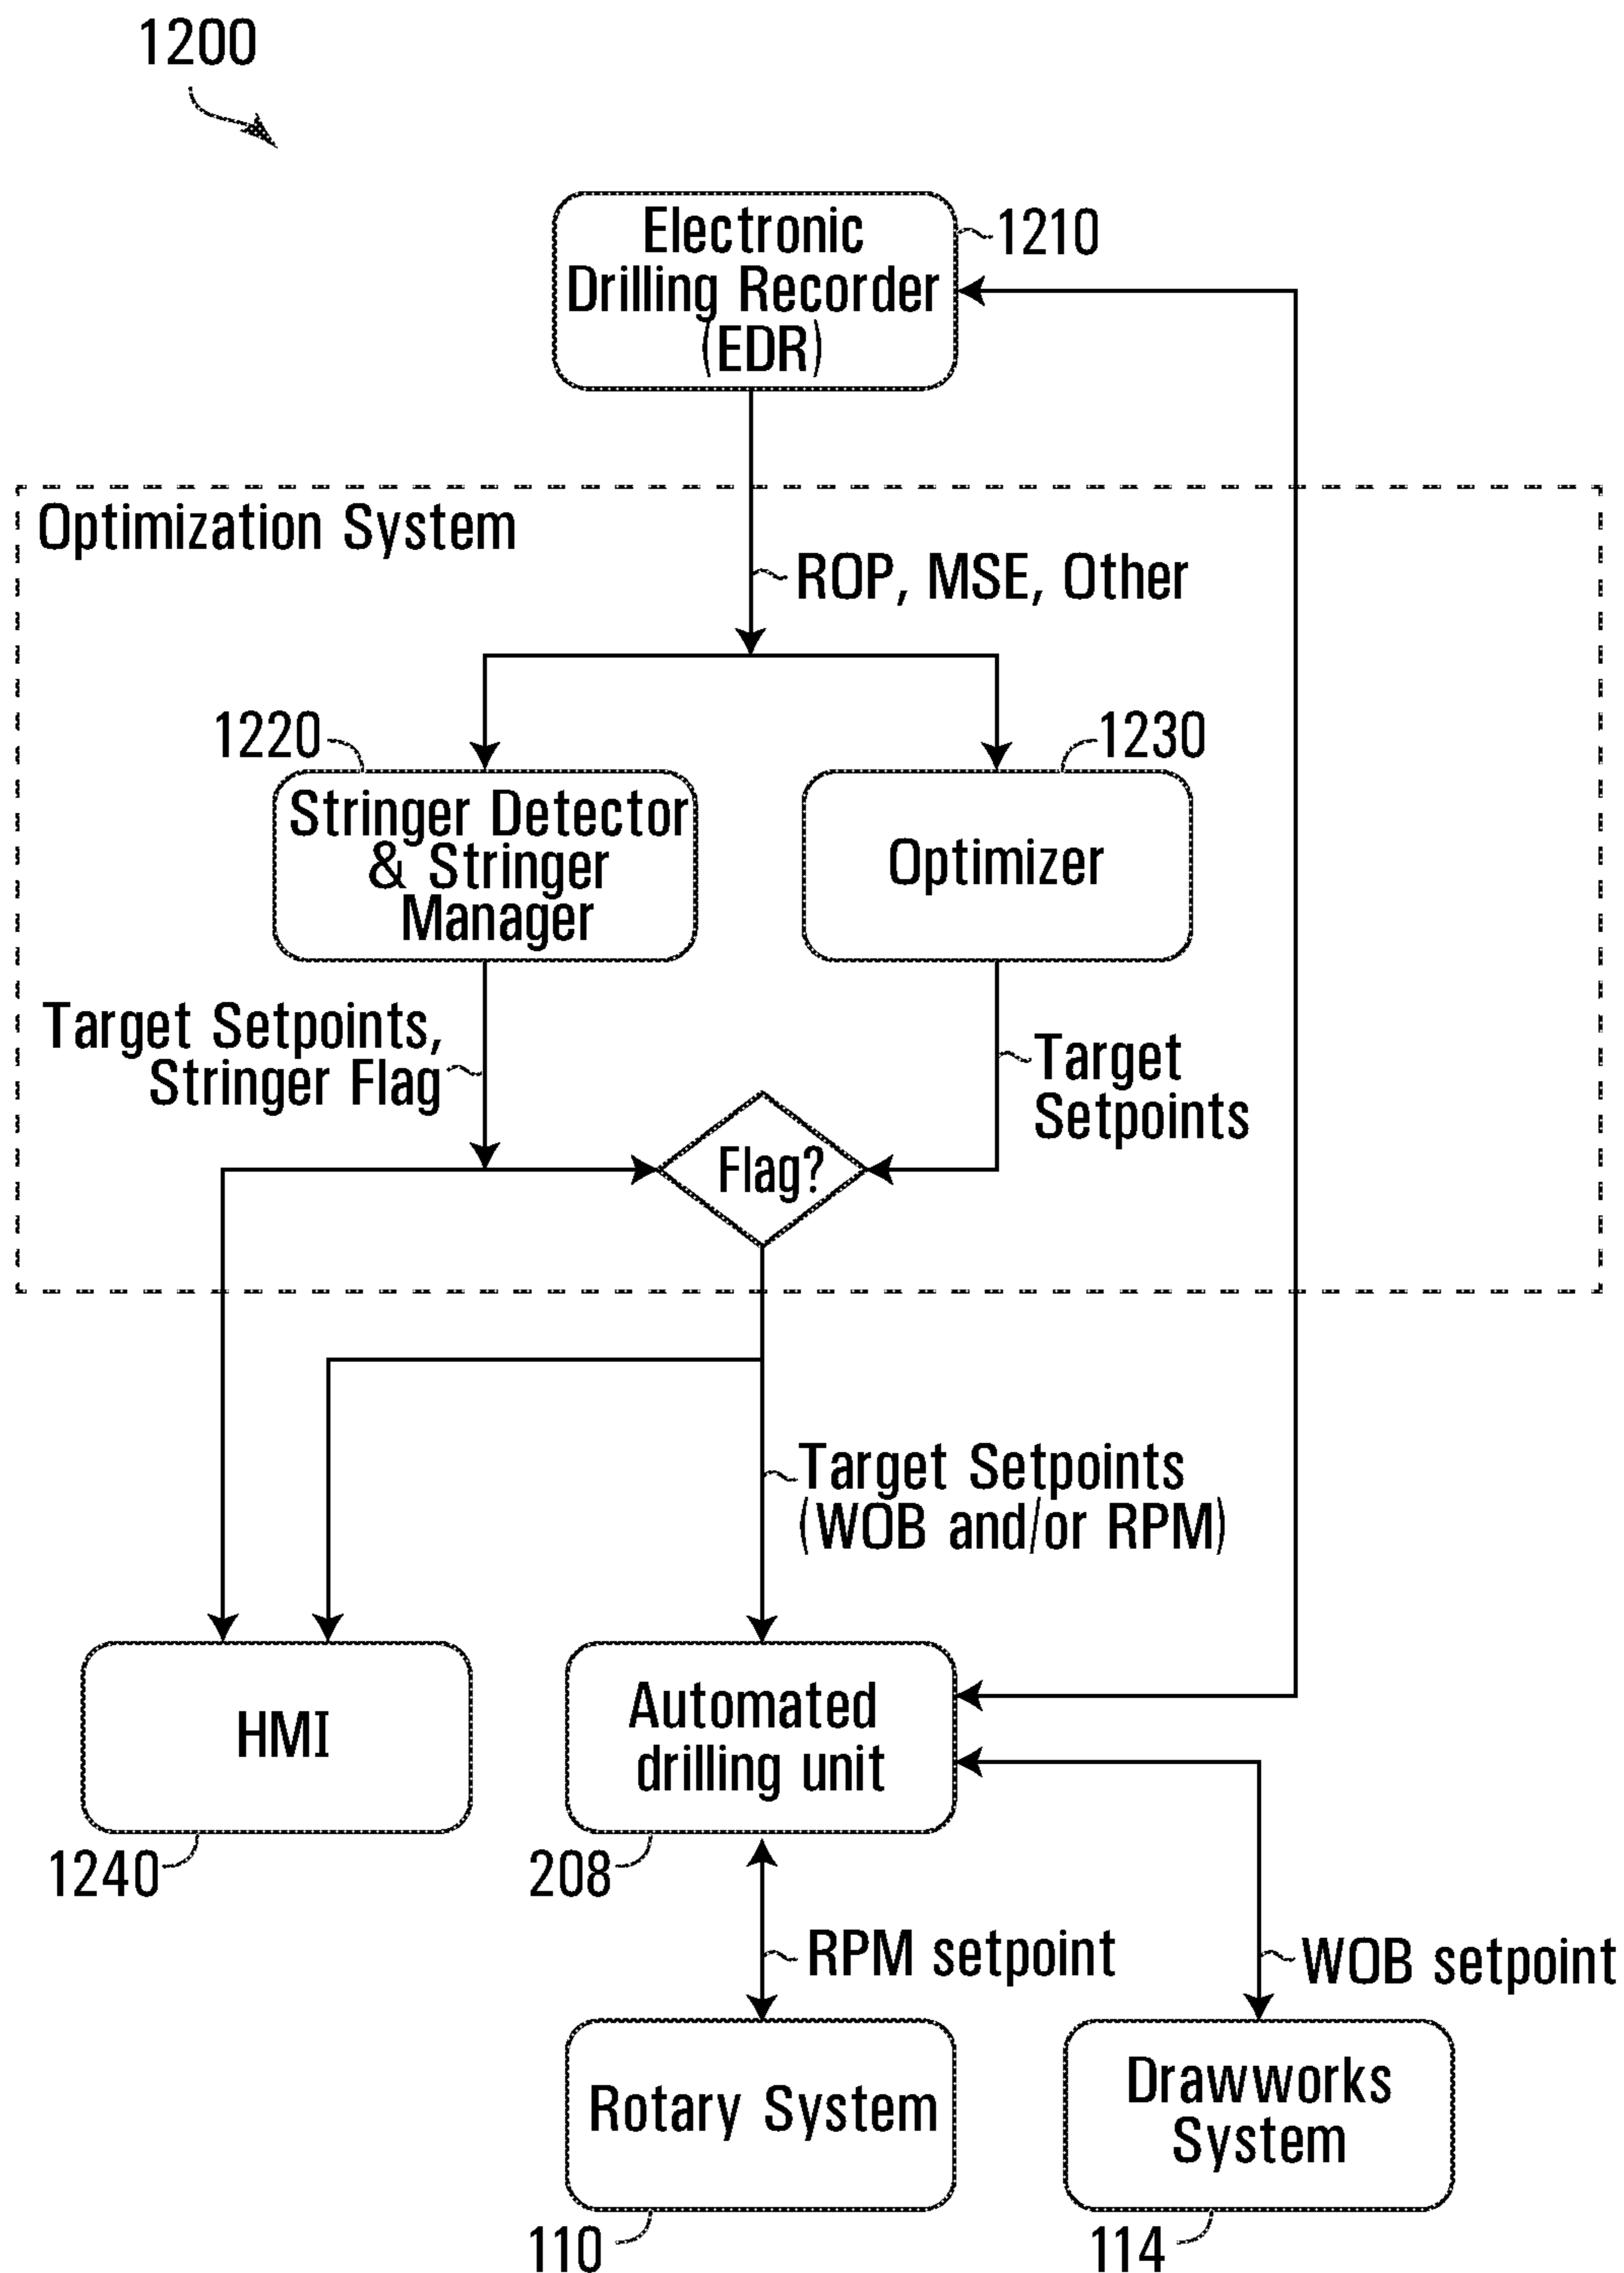 1200
Electronic
Drilling Recorder
(EDR)
1210
Optimization System
ROP, MSE, Other
1220
1230
Stringer Detector
& Stringer
Manager
Optimizer
Target Setpoints,
Stringer Flag
Target
Setpoints
Flag?
Target Setpoints
(WOB and/or RPM)
HMI
Automated
drilling unit
1240
208
RPM setpoint
WOB setpoint
Rotary System
Drawworks
System
110
114